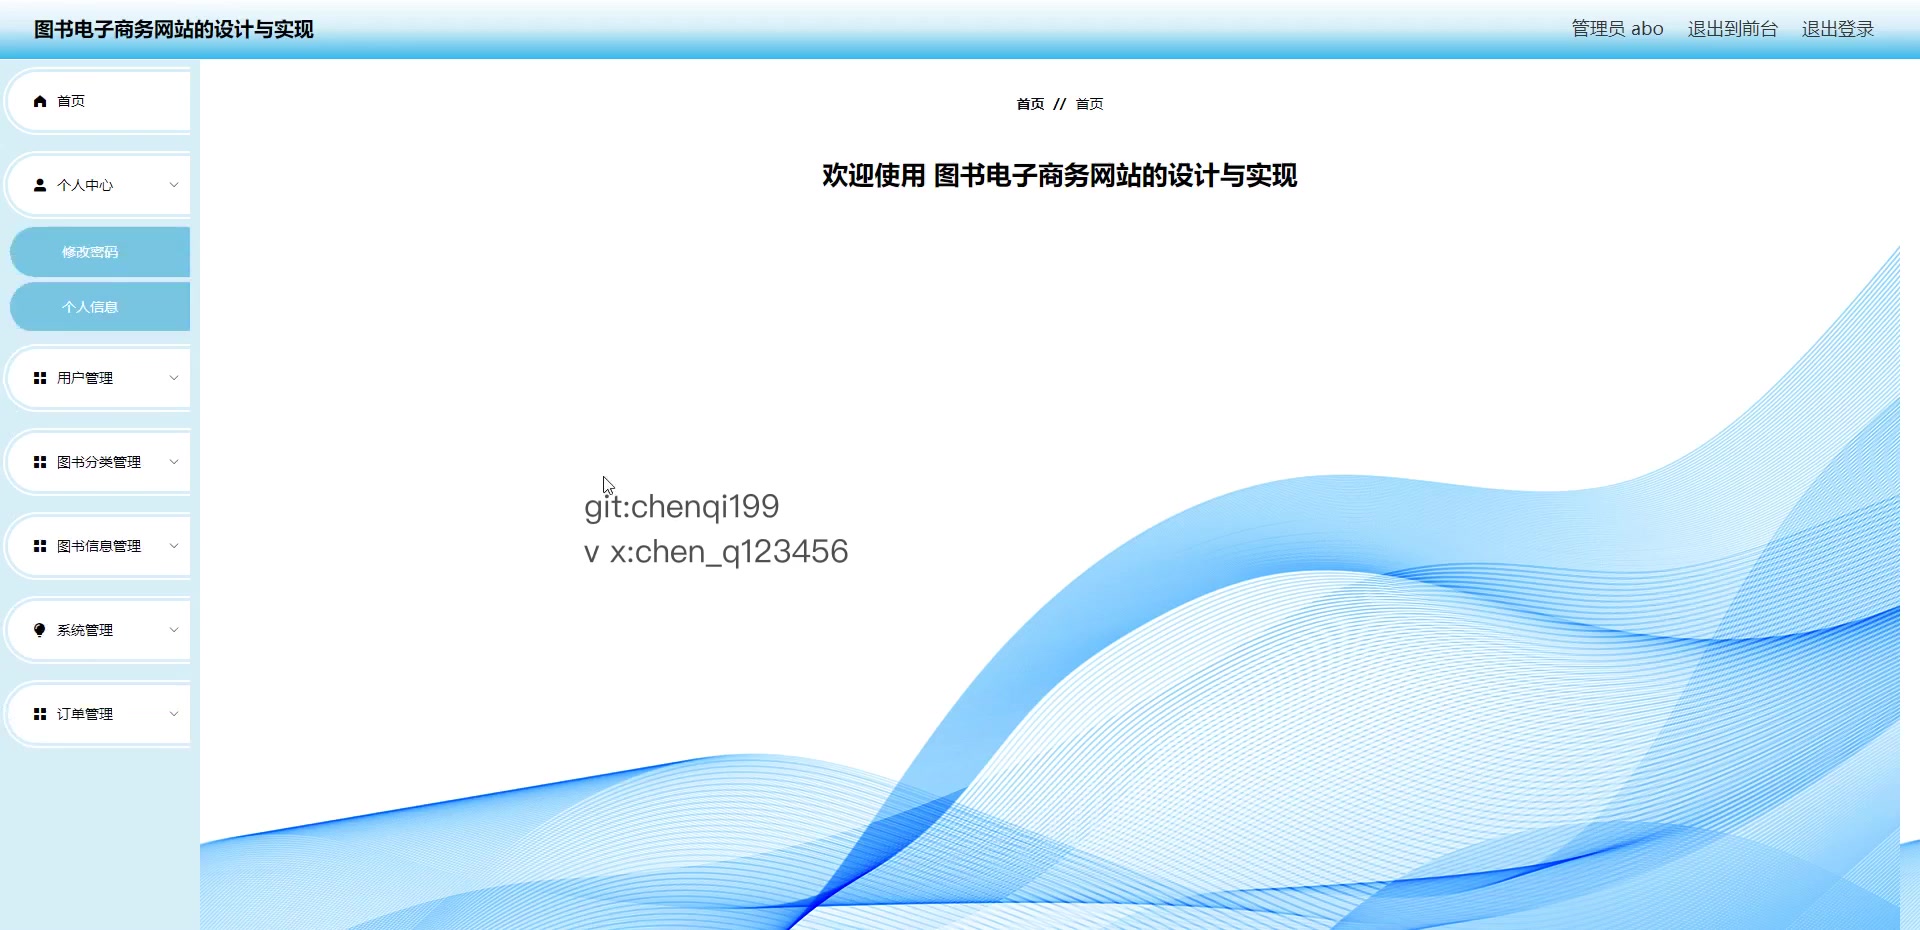 图书电子商务网站的设计与实现
管理员 abo 退出到前台 退出登录
首页
个人中心
修改密码
个人信息
用户管理
图书分类管理
图书信息管理
系统管理
订单管理
首页 // 首页
欢迎使用 图书电子商务网站的设计与实现
git:chenqi199
v x:chen_q123456